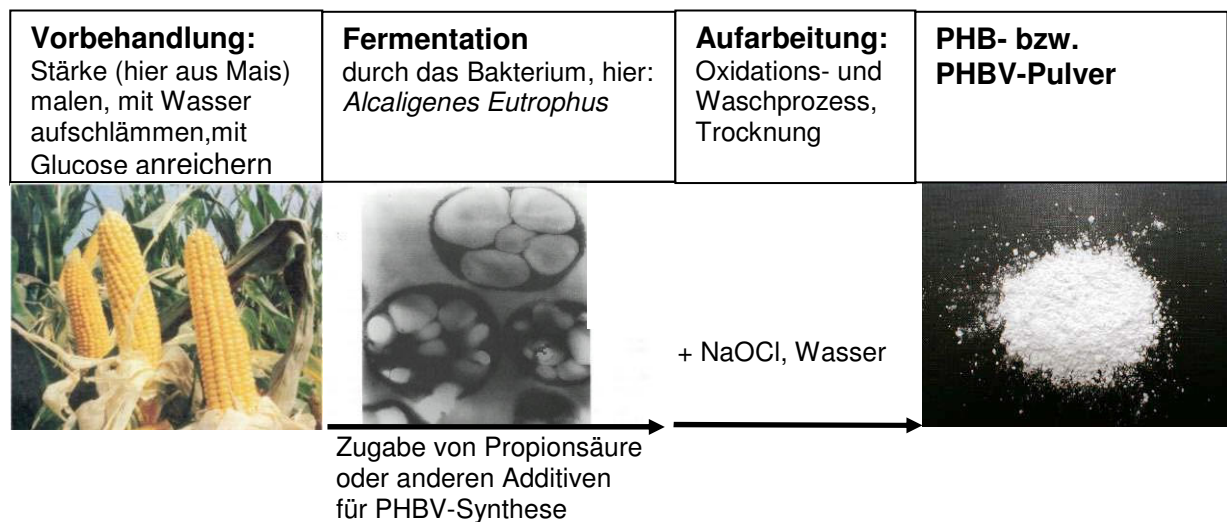 Vorbehandlung:
Stärke (hier aus Mais)
malen, mit Wasser
aufschlämmen,mit
Glucose anreichern
Fermentation
durch das Bakterium, hier:
Alcaligenes Eutrophus
Aufarbeitung:
Oxidations- und
Waschprozess,
Trocknung
PHB- bzw.
PHBV-Pulver
+ NaOCl, Wasser
Zugabe von Propionsäure
oder anderen Additiven
für PHBV-Synthese